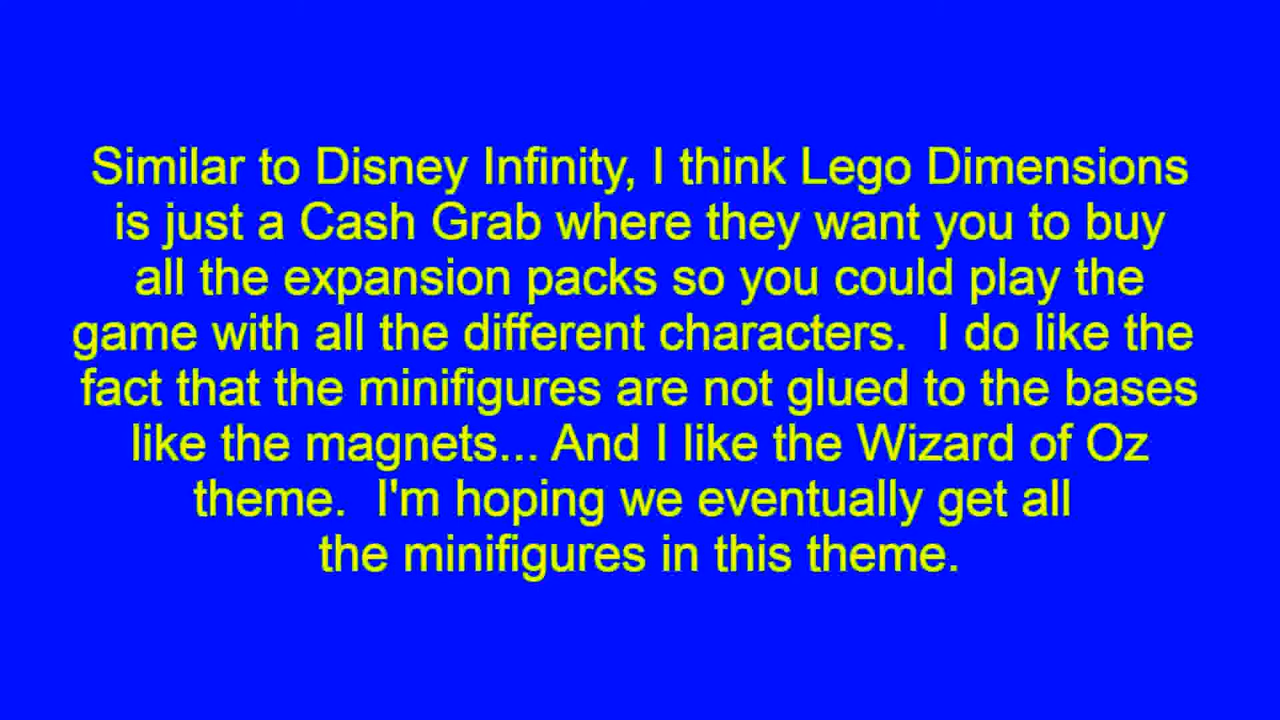 Similar to Disney Infinity, I think Lego Dimensions
is just a Cash Grab where they want you to buy
all the expansion packs so you could play the
game with all the different characters.  I do like the
fact that the minifigures are not glued to the bases
like the magnets... And I like the Wizard of Oz
theme.  I'm hoping we eventually get all
the minifigures in this theme.